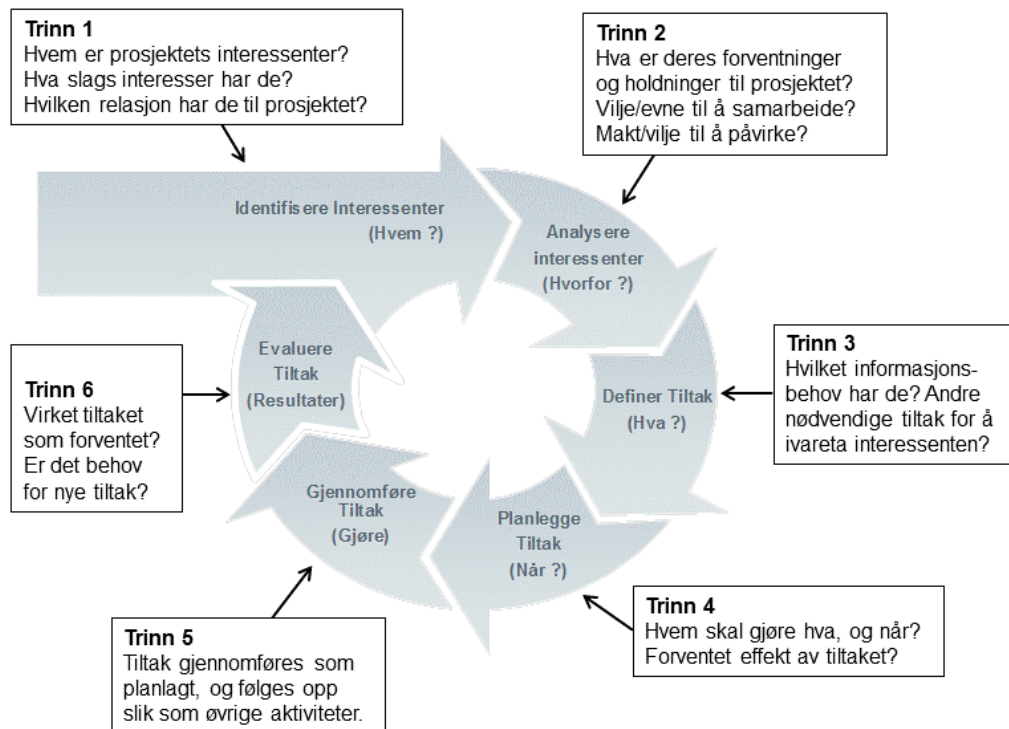 Trinn 1
Hvem er prosjektets interessenter?
Hva slags interesser har de?
Hvilken relasjon har de til prosjektet?
Trinn 2
Hva er deres forventninger
og holdninger til prosjektet?
Vilje/evne til å samarbeide?
Makt/vilje til å påvirke?
Identifisere Interessenter
(Hvem ?)
Analysere
interessenter
(Hvorfor ?)
Trinn 3
Hvilket informasjons-
behov har de? Andre
nødvendige tiltak for å
ivareta interessenten?
Definer Tiltak
(Hva ?)
Evaluere
Tiltak
(Resultater)
Trinn 6
Virket tiltaket
som forventet?
Er det behov
for nye tiltak?
Gjennomføre
Tiltak
(Gjøre)
Planlegge
Tiltak
(Når ?)
Trinn 4
Hvem skal gjøre hva, og når?
Forventet effekt av tiltaket?
Trinn 5
Tiltak gjennomføres som
planlagt, og følges opp
slik som øvrige aktiviteter.